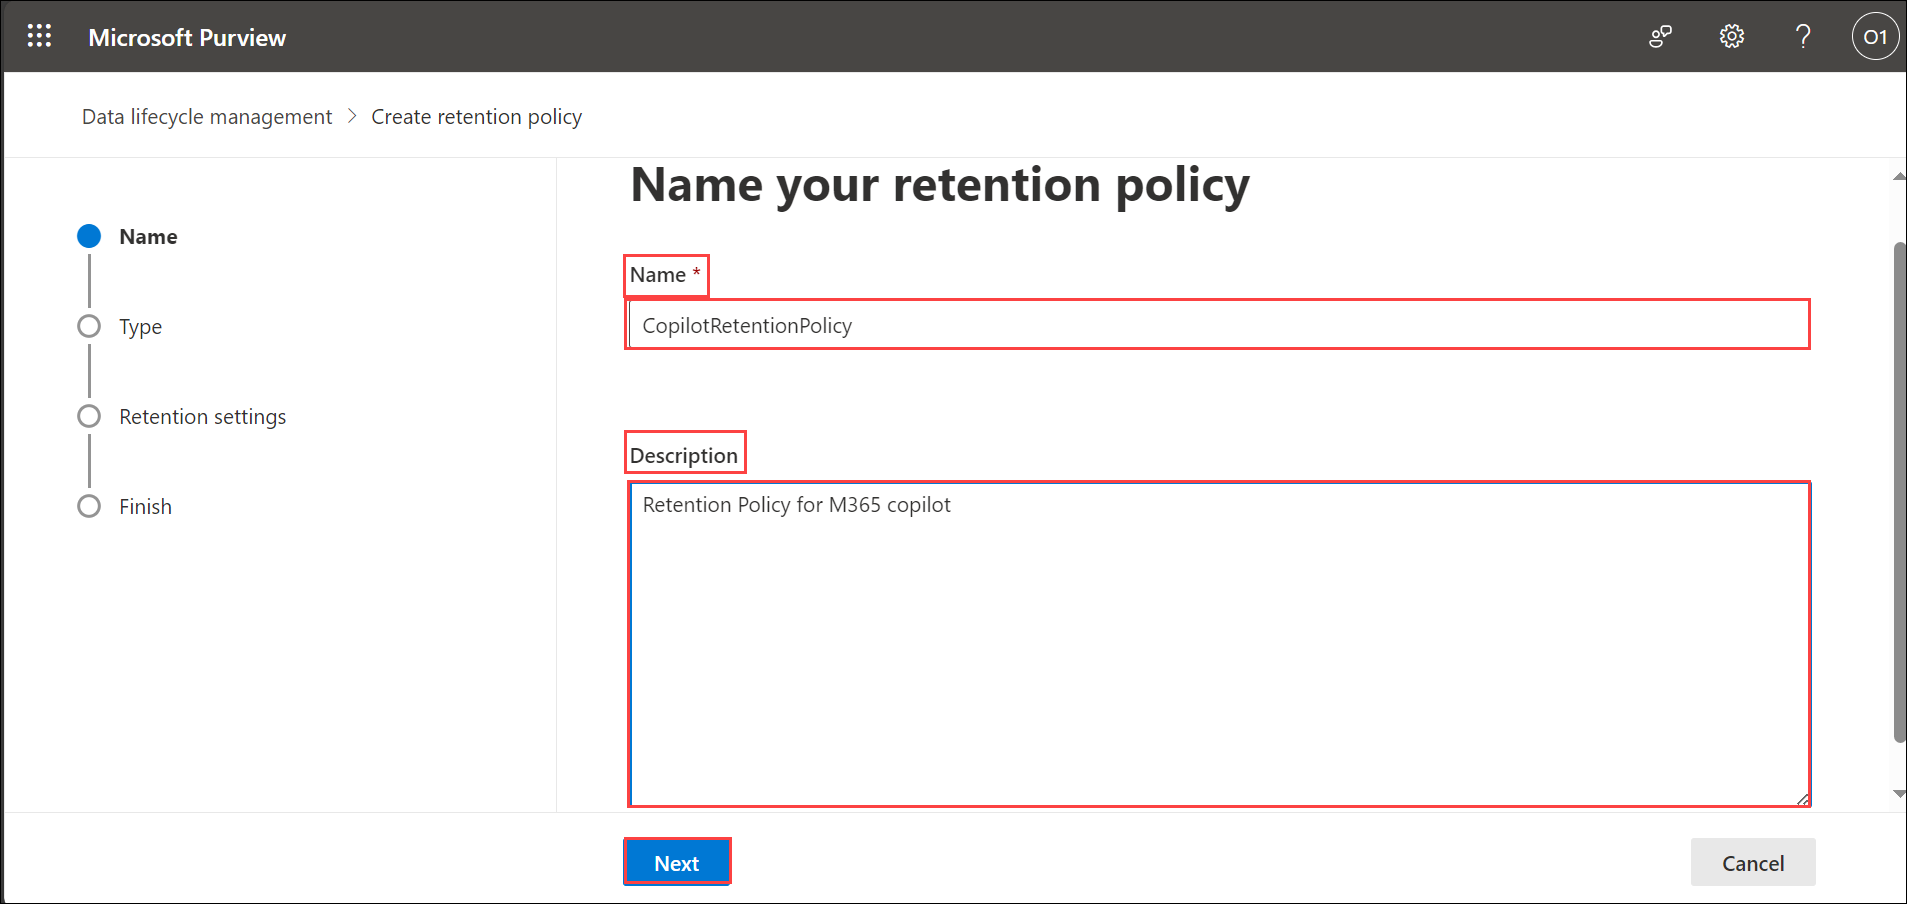 Microsoft Purview
O1
Data lifecycle management > Create retention policy
Name
Type
Retention settings
Finish
Name your retention policy
Name *
CopilotRetentionPolicy
Description
Retention Policy for M365 copilot
Next
Cancel